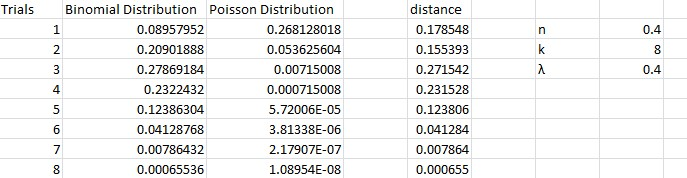 Trials Binomial Distribution Poisson Distribution distance
1 0.08957952 0.268128018 0.178548 n 0.4
2 0.20901888 0.053625604 0.155393 k 8
3 0.27869184 0.00715008 0.271542 λ 0.4
4 0.2322432 0.000715008 0.231528
5 0.12386304 5.72006E-05 0.123806
6 0.04128768 3.81338E-06 0.041284
7 0.00786432 2.17907E-07 0.007864
8 0.00065536 1.08954E-08 0.000655